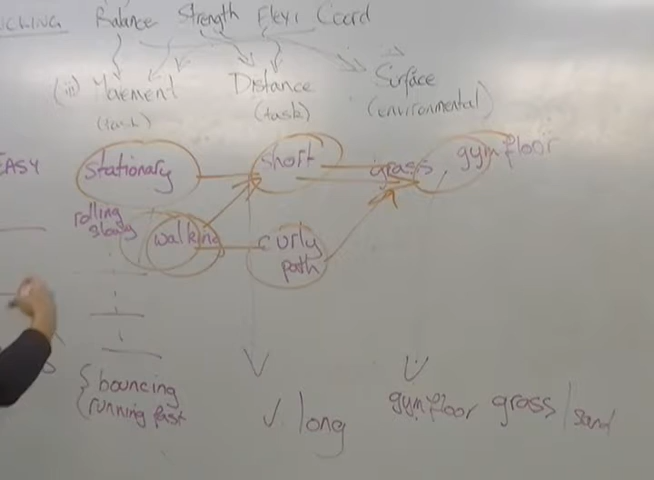 Balance Strength Flexi Coord
(ii) Movement Distance Surface
(task) (task) (environmental)
EASY stationary short grass, gym floor
rolling slowly walking curly path
{ bouncing
running fast
✓. long
gym floor grass / sand